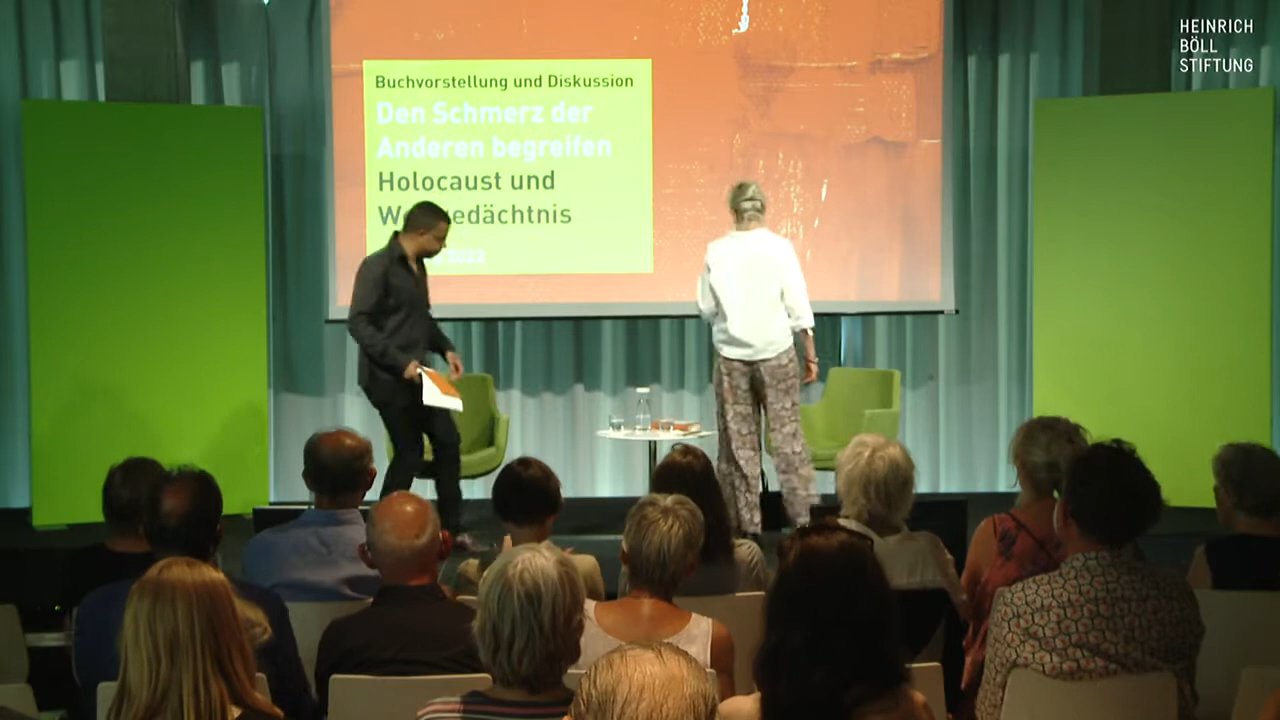 HEINRICH
BÖLL
STIFTUNG
Buchvorstellung und Diskussion
Den Schmerz der
Anderen begreifen
Holocaust und